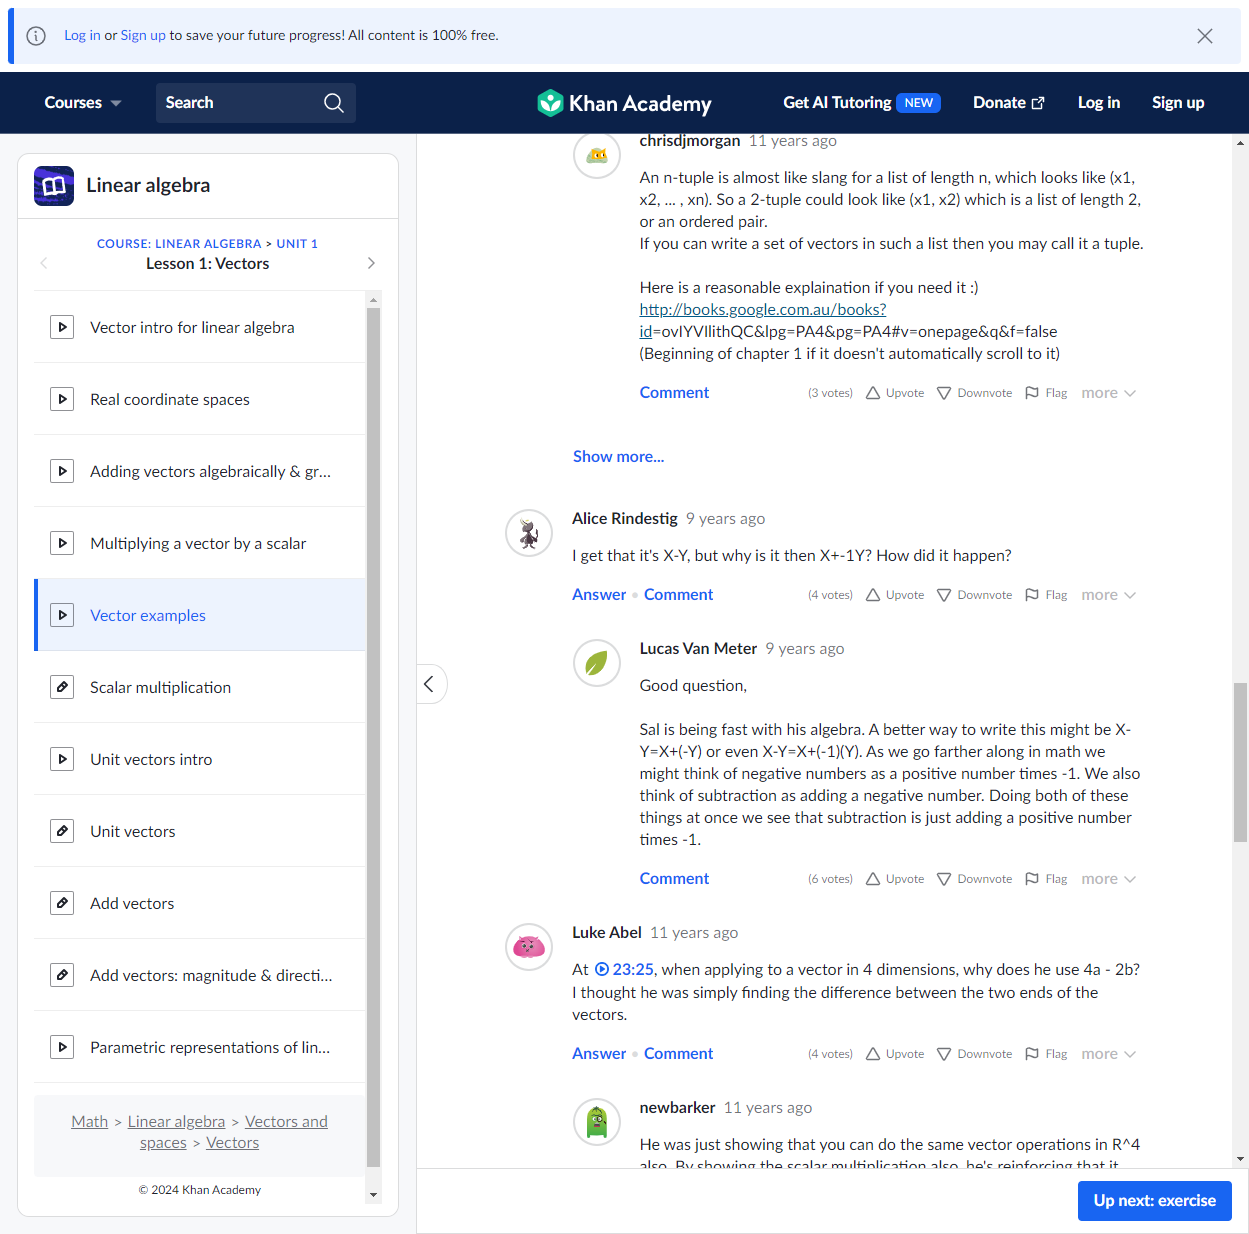 Log in or Sign up to save your future progress! All content is 100% free.
Courses
Search
Khan Academy
Get AI Tutoring NEW
Donate
Log in
Sign up
Linear algebra
COURSE: LINEAR ALGEBRA > UNIT 1
Lesson 1: Vectors
Vector intro for linear algebra
Real coordinate spaces
Adding vectors algebraically & gr...
Multiplying a vector by a scalar
Vector examples
Scalar multiplication
Unit vectors intro
Unit vectors
Add vectors
Add vectors: magnitude & directi...
Parametric representations of lin...
Math > Linear algebra > Vectors and
spaces > Vectors
© 2024 Khan Academy
chrisdjmorgan 11 years ago
An n-tuple is almost like slang for a list of length n, which looks like (x1,
x2, ... , xn). So a 2-tuple could look like (x1, x2) which is a list of length 2,
or an ordered pair.
If you can write a set of vectors in such a list then you may call it a tuple.
Here is a reasonable explaination if you need it :)
http://books.google.com.au/books?
id=ovIYVIlithQC&lpg=PA4&pg=PA4#v=onepage&q&f=false
(Beginning of chapter 1 if it doesn't automatically scroll to it)
Comment (3 votes) Upvote Downvote Flag more
Show more...
Alice Rindestig 9 years ago
I get that it's X-Y, but why is it then X+-1Y? How did it happen?
Answer • Comment (4 votes) Upvote Downvote Flag more
Lucas Van Meter 9 years ago
Good question,
Sal is being fast with his algebra. A better way to write this might be X-
Y=X+(-Y) or even X-Y=X+(-1)(Y). As we go farther along in math we
might think of negative numbers as a positive number times -1. We also
think of subtraction as adding a negative number. Doing both of these
things at once we see that subtraction is just adding a positive number
times -1.
Comment (6 votes) Upvote Downvote Flag more
Luke Abel 11 years ago
At 23:25, when applying to a vector in 4 dimensions, why does he use 4a - 2b?
I thought he was simply finding the difference between the two ends of the
vectors.
Answer • Comment (4 votes) Upvote Downvote Flag more
newbarker 11 years ago
He was just showing that you can do the same vector operations in R^4
also. By showing the scalar multiplication also, he's reinforcing that it
Up next: exercise